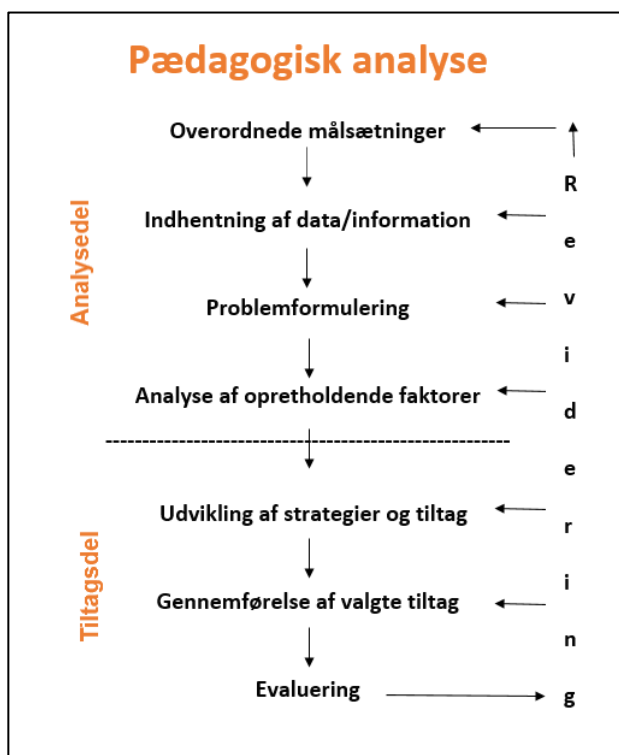 Pædagogisk analyse
Overordnede målsætninger
Indhentning af data/information
Problemformulering
Analyse af opretholdende faktorer
Udvikling af strategier og tiltag
Gennemførelse af valgte tiltag
Evaluering
Analysedel
Tiltagsdel
Revidering